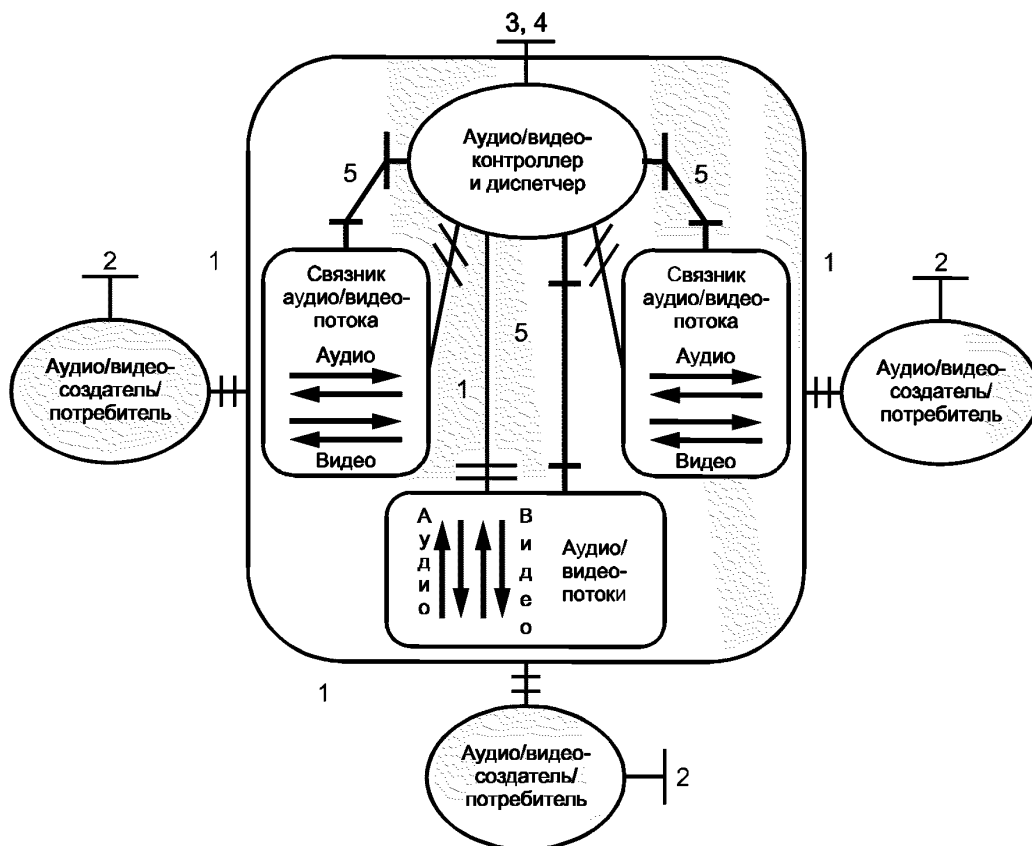 3, 4
Аудио/видео-
контроллер
и диспетчер
5
5
Связник
аудио/видео-
потока
Аудио
Видео
Связник
аудио/видео-
потока
Аудио
Видео
1
1
2
Аудио/видео-
создатель/
потребитель
2
Аудио/видео-
создатель/
потребитель
5
1
Аудио
Видео
Аудио/
видео-
потоки
1
Аудио/видео-
создатель/
потребитель
2